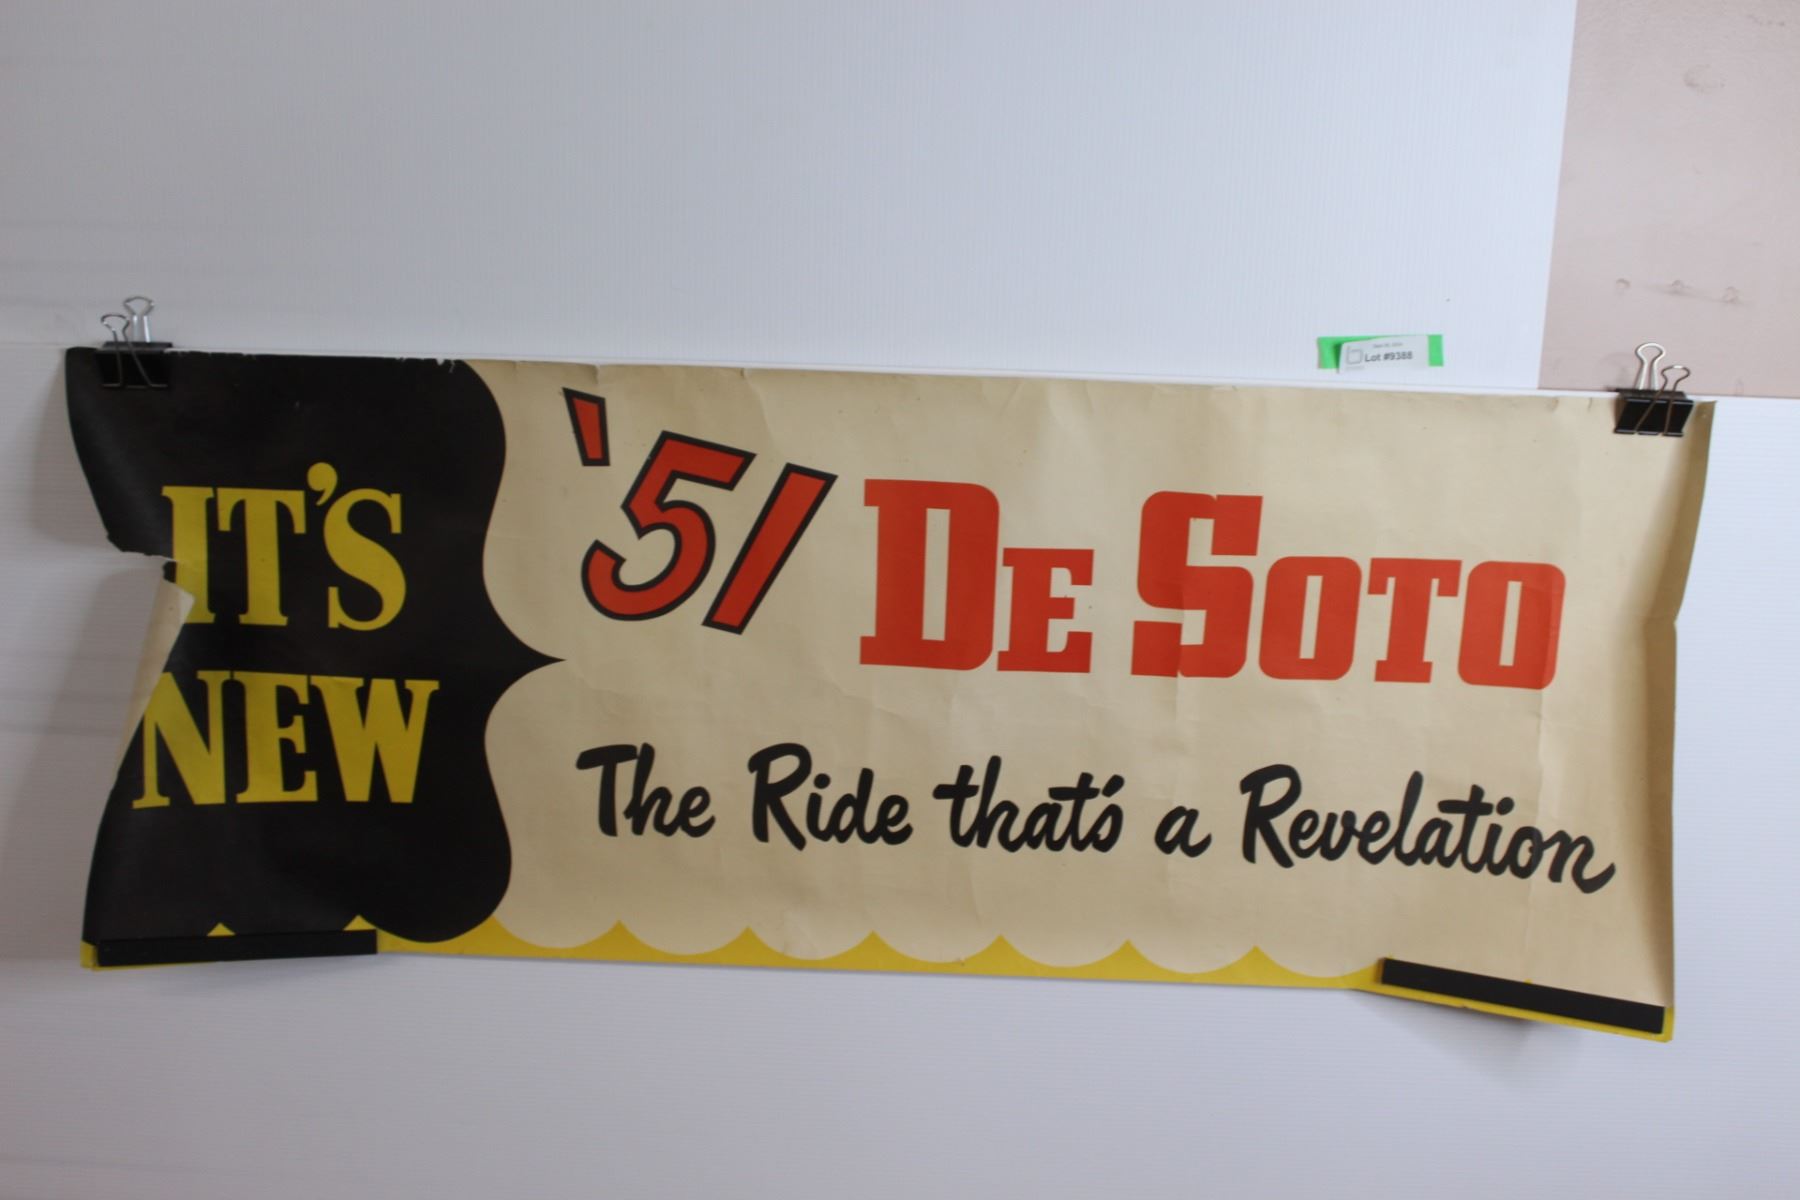 IT'S
NEW
'51 DE SOTO
The Ride that's a Revelation
Lot #9388